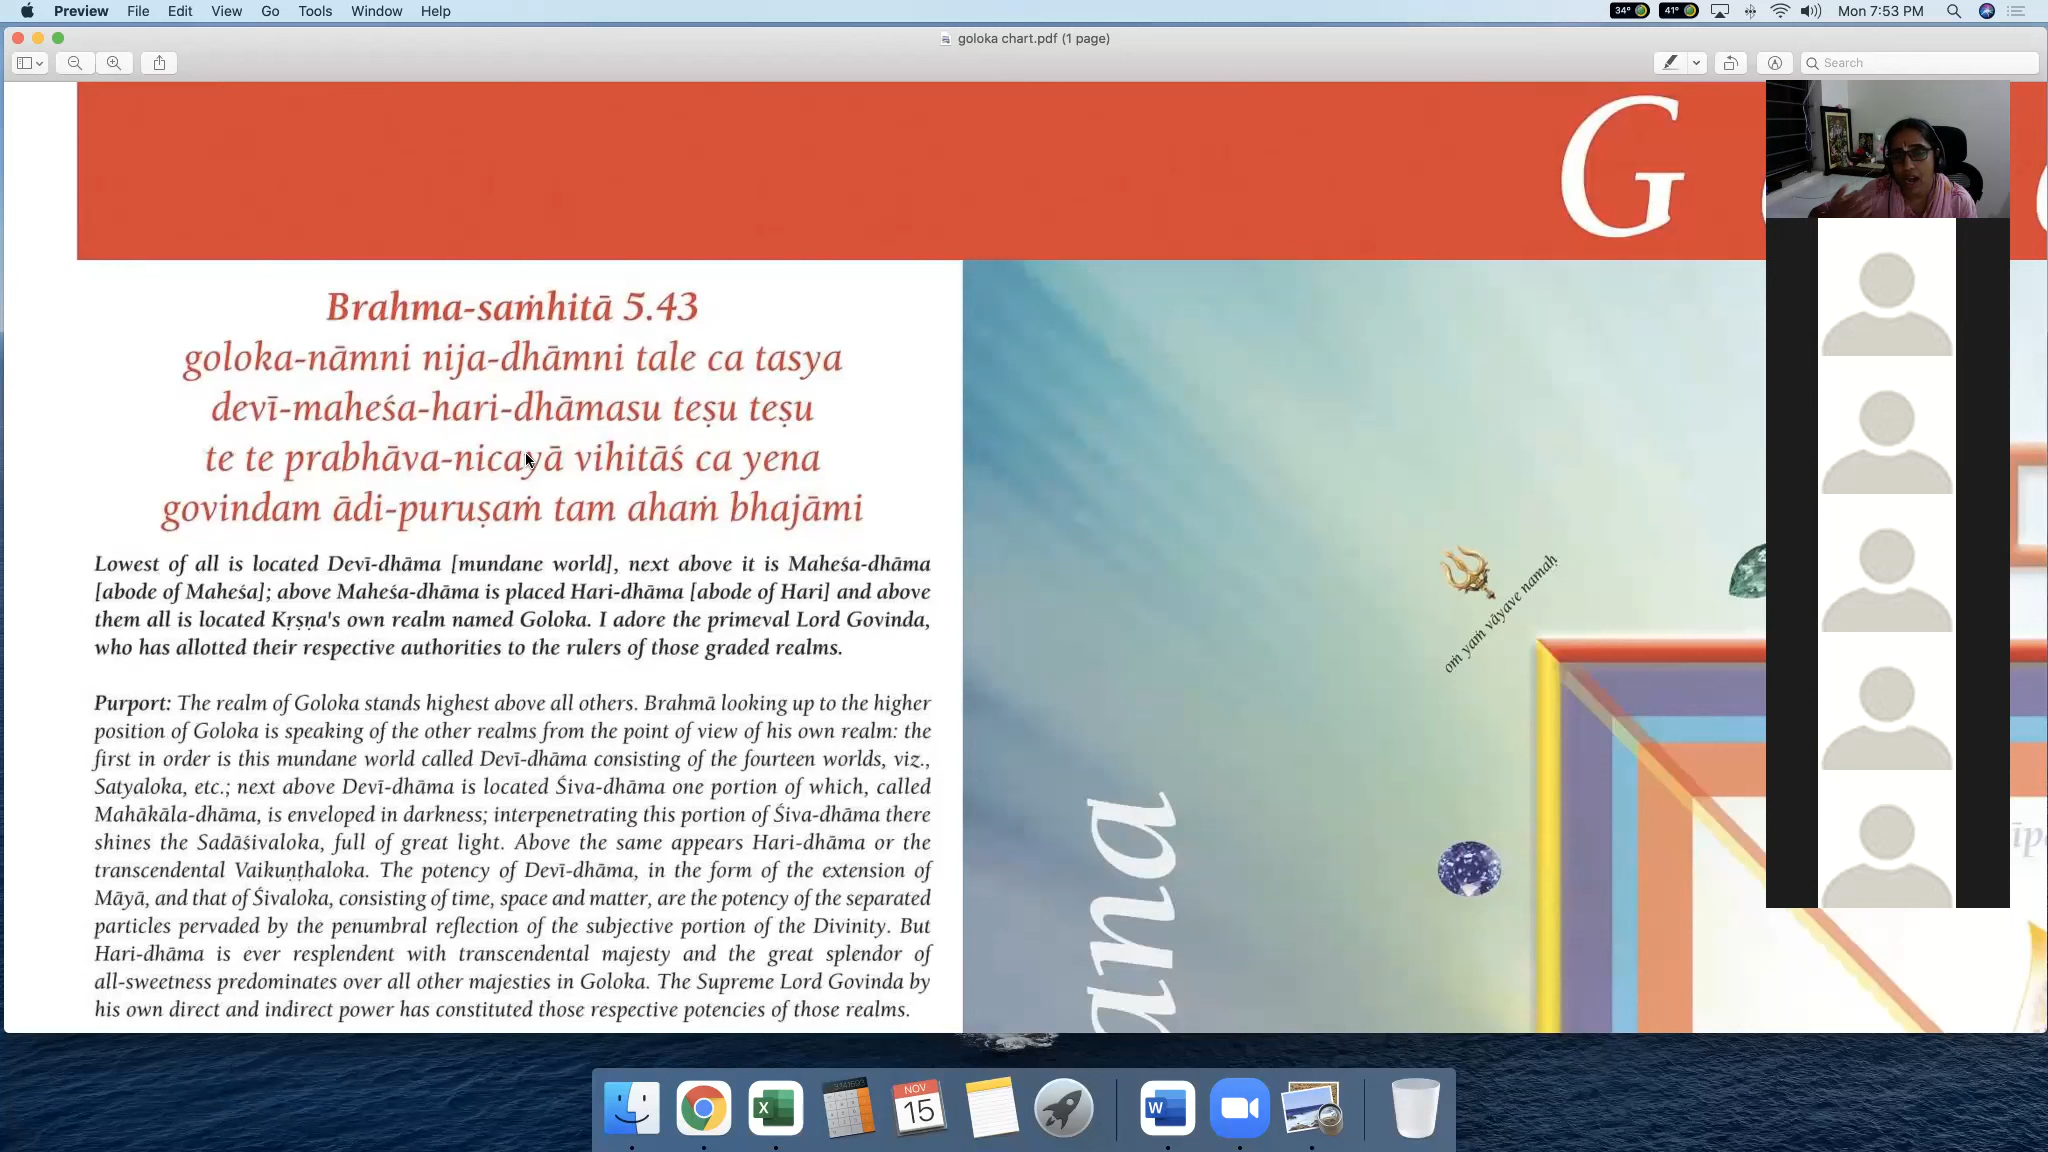 Preview File Edit View Go Tools Window Help
34° 41° Mon 7:53 PM
goloka chart.pdf (1 page)
Search
G
Brahma-saṁhitā 5.43
goloka-nāmni nija-dhāmni tale ca tasya
devī-maheśa-hari-dhāmasu teṣu teṣu
te te prabhāva-nicayā vihitāś ca yena
govindam ādi-puruṣaṁ tam ahaṁ bhajāmi
Lowest of all is located Devī-dhāma [mundane world], next above it is Maheśa-dhāma
[abode of Maheśa]; above Maheśa-dhāma is placed Hari-dhāma [abode of Hari] and above
them all is located Kṛṣṇa's own realm named Goloka. I adore the primeval Lord Govinda,
who has allotted their respective authorities to the rulers of those graded realms.
Purport: The realm of Goloka stands highest above all others. Brahmā looking up to the higher
position of Goloka is speaking of the other realms from the point of view of his own realm: the
first in order is this mundane world called Devī-dhāma consisting of the fourteen worlds, viz.,
Satyaloka, etc.; next above Devī-dhāma is located Śiva-dhāma one portion of which, called
Mahākāla-dhāma, is enveloped in darkness; interpenetrating this portion of Śiva-dhāma there
shines the Sadāśivaloka, full of great light. Above the same appears Hari-dhāma or the
transcendental Vaikuṇṭhaloka. The potency of Devī-dhāma, in the form of the extension of
Māyā, and that of Śivaloka, consisting of time, space and matter, are the potency of the separated
particles pervaded by the penumbral reflection of the subjective portion of the Divinity. But
Hari-dhāma is ever resplendent with transcendental majesty and the great splendor of
all-sweetness predominates over all other majesties in Goloka. The Supreme Lord Govinda by
his own direct and indirect power has constituted those respective potencies of those realms.
oṁ yaṁ vāyave namaḥ
ana
NOV
15